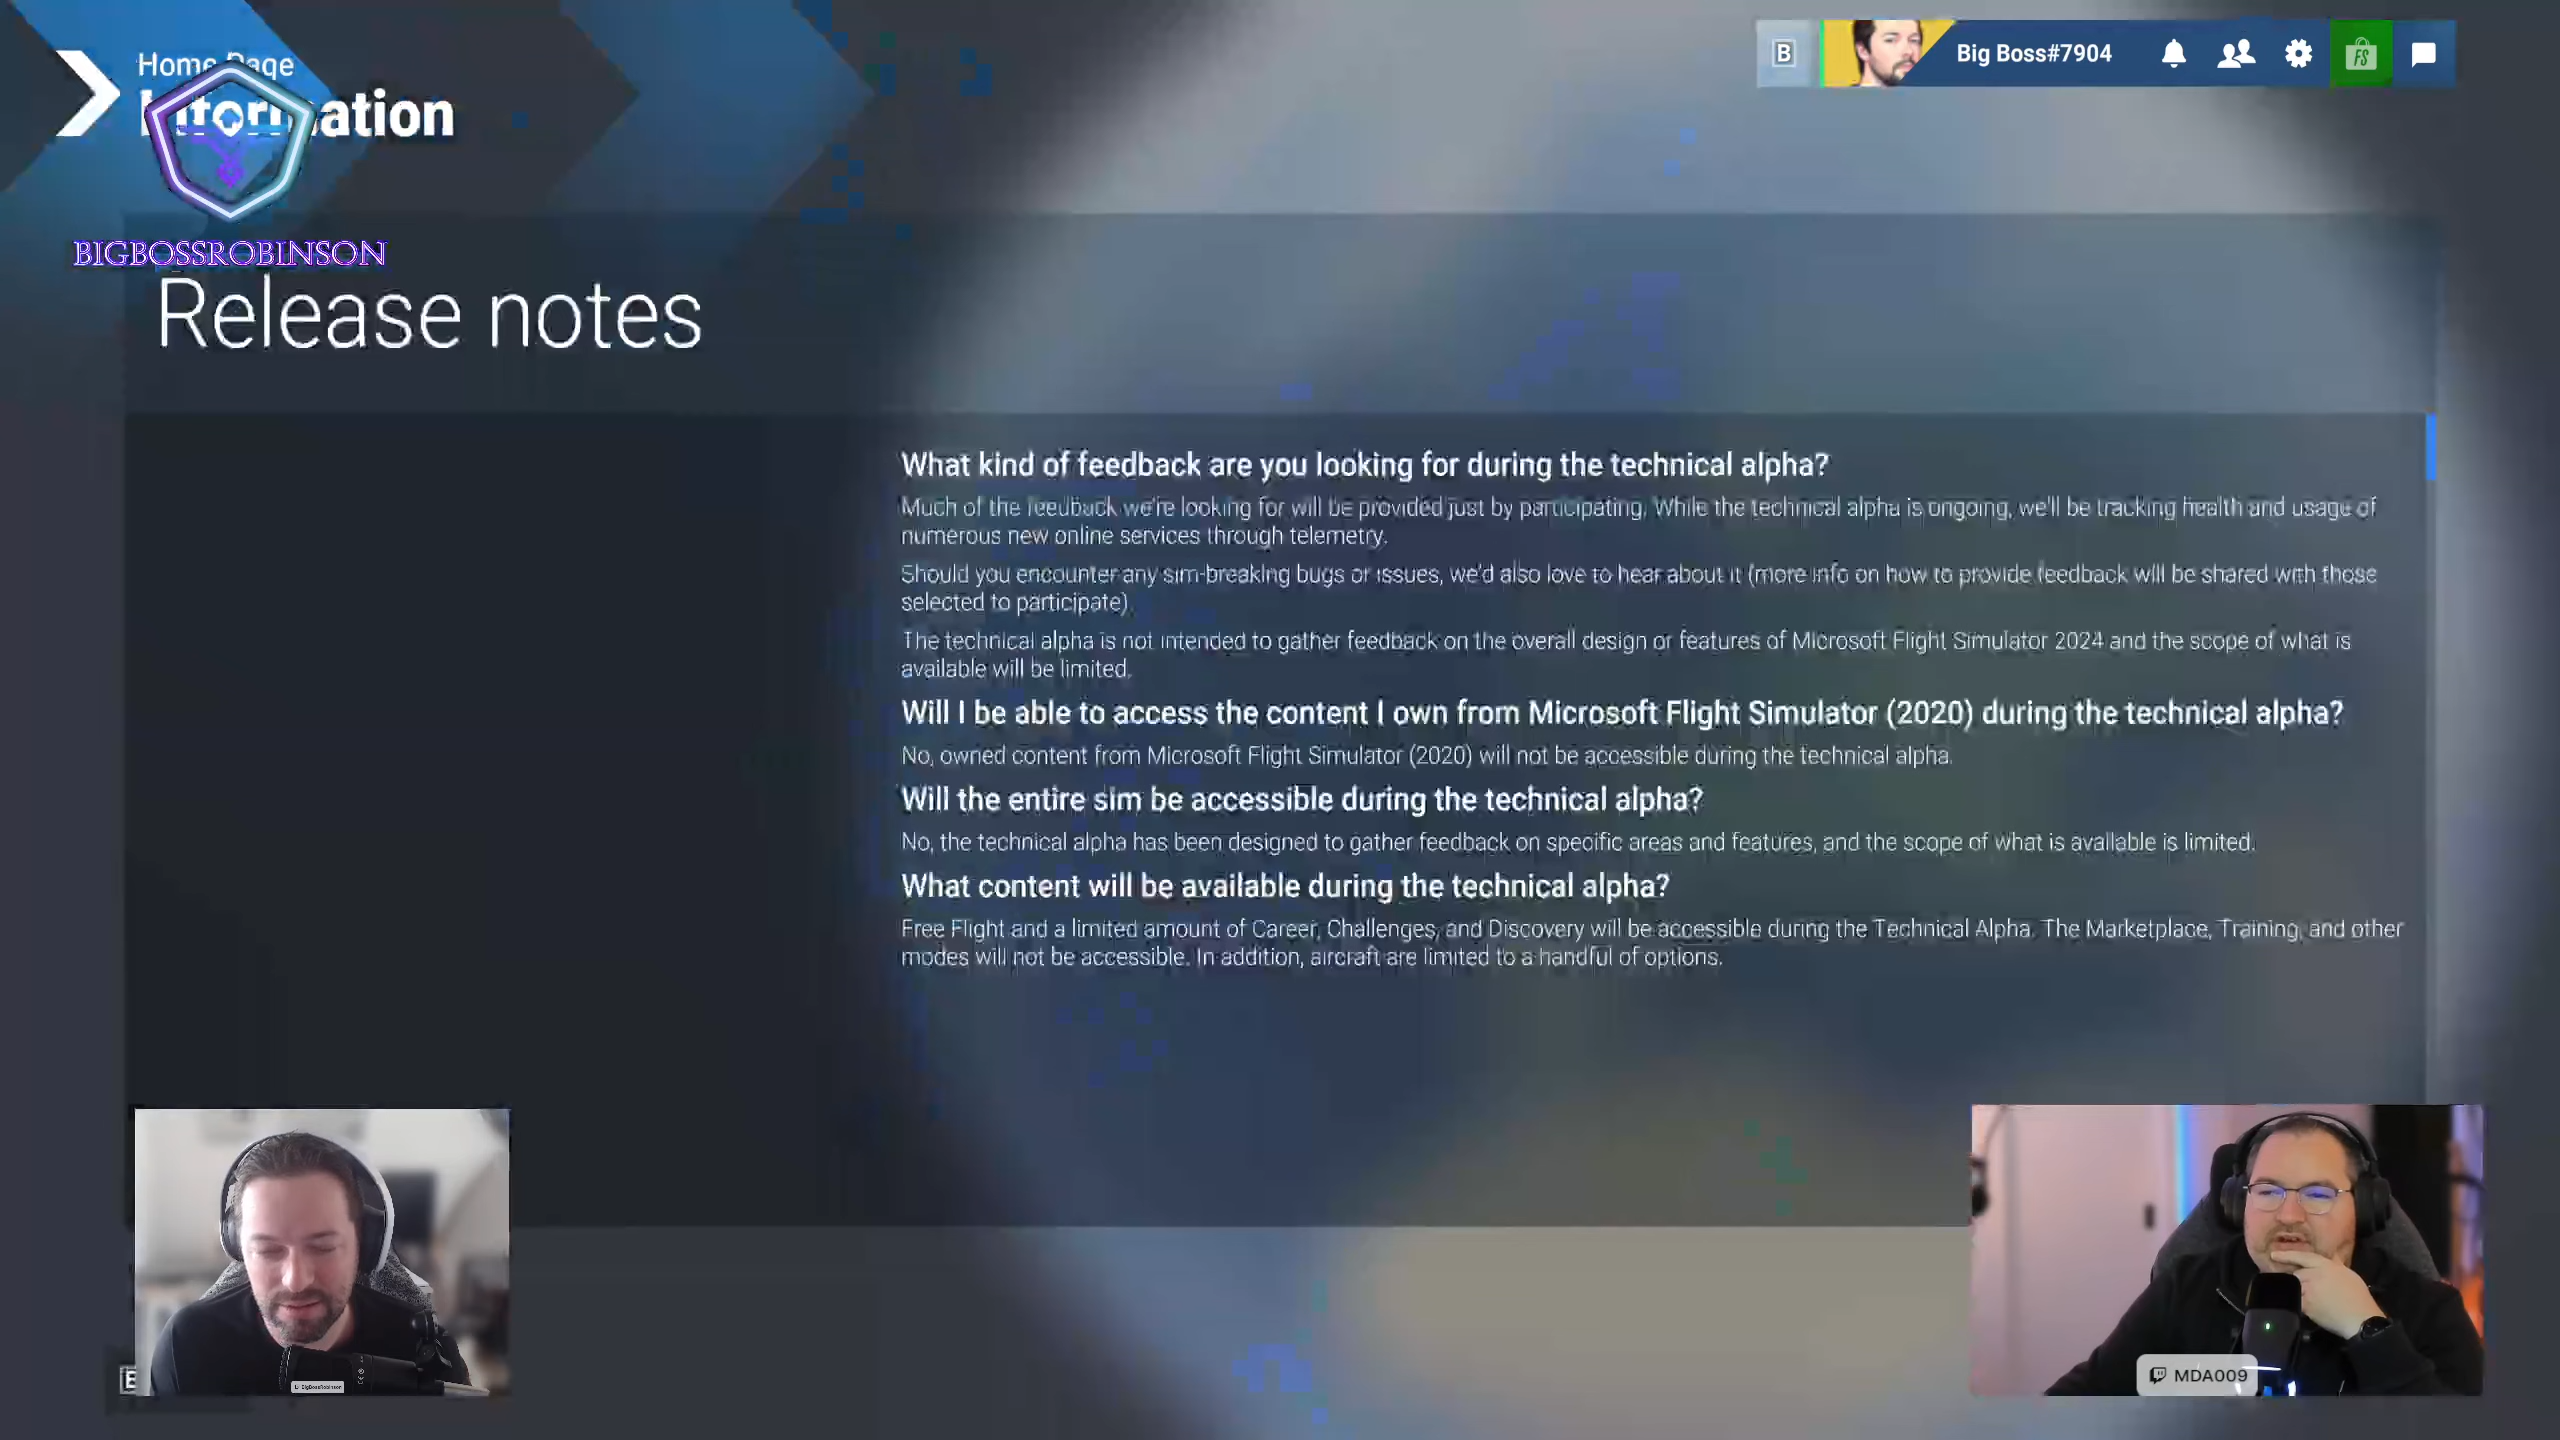 Home Page
Information
B
Big Boss#7904
FS
BIGBOSSROBINSON
Release notes
What kind of feedback are you looking for during the technical alpha?
Much of the feedback we're looking for will be provided just by participating. While the technical alpha is ongoing, we'll be tracking health and usage of
numerous new online services through telemetry.
Should you encounter any sim-breaking bugs or issues, we'd also love to hear about it (more info on how to provide feedback will be shared with those
selected to participate).
The technical alpha is not intended to gather feedback on the overall design or features of Microsoft Flight Simulator 2024 and the scope of what is
available will be limited.
Will I be able to access the content I own from Microsoft Flight Simulator (2020) during the technical alpha?
No, owned content from Microsoft Flight Simulator (2020) will not be accessible during the technical alpha.
Will the entire sim be accessible during the technical alpha?
No, the technical alpha has been designed to gather feedback on specific areas and features, and the scope of what is available is limited.
What content will be available during the technical alpha?
Free Flight and a limited amount of Career, Challenges, and Discovery will be accessible during the Technical Alpha. The Marketplace, Training, and other
modes will not be accessible. In addition, aircraft are limited to a handful of options.
BigBossRobinson
MDA009